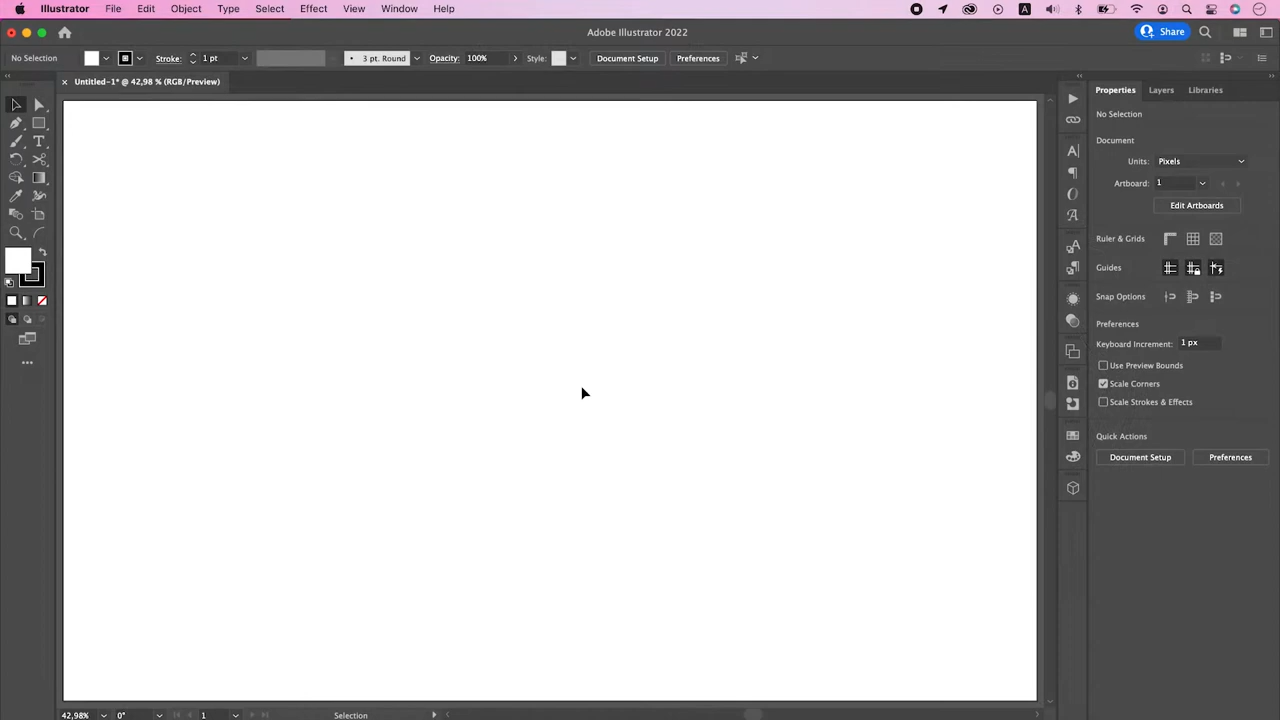 Illustrator File Edit Object Type Select Effect View Window Help
Adobe Illustrator 2022
Share
No Selection Stroke: 1 pt 3 pt. Round Opacity: 100% Style: Document Setup Preferences
Untitled-1* @ 42,98 % (RGB/Preview)
Properties Layers Libraries
No Selection
Document
Units: Pixels
Artboard: 1
Edit Artboards
Ruler & Grids
Guides
Snap Options
Preferences
Keyboard Increment: 1 px
Use Preview Bounds
Scale Corners
Scale Strokes & Effects
Quick Actions
Document Setup Preferences
42,98% 0° 1 Selection